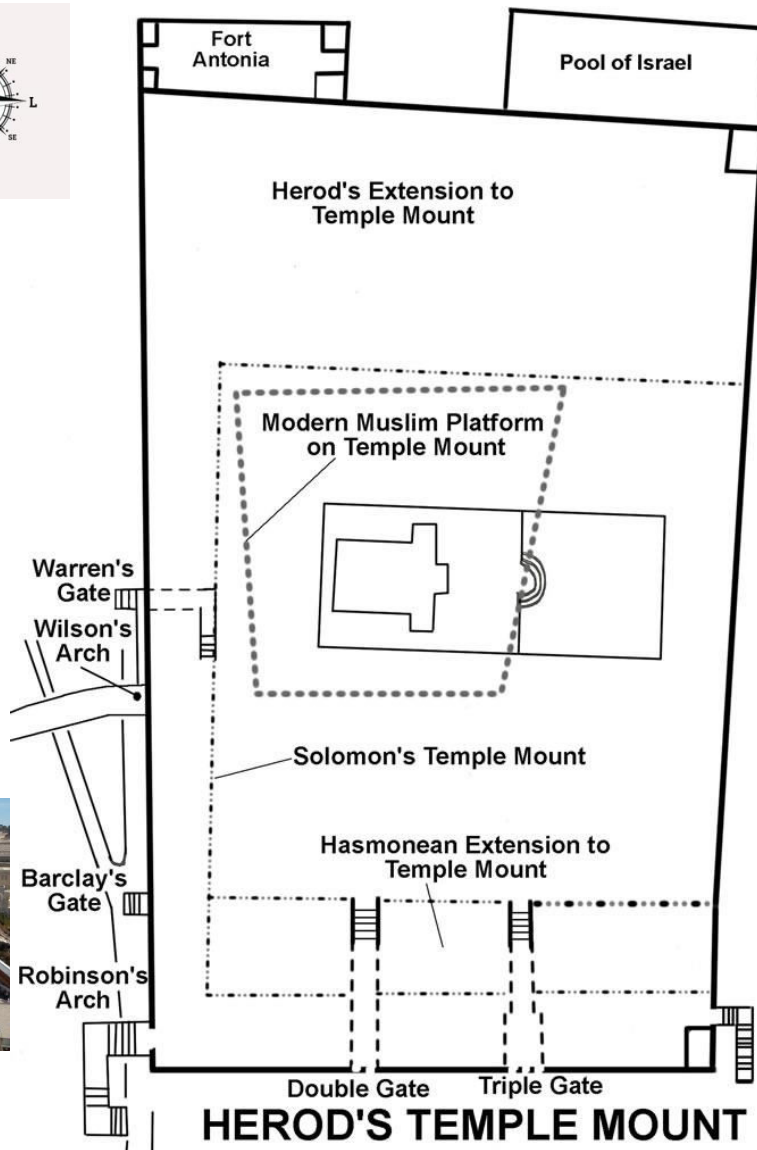 NE
L
SE
Fort
Antonia
Pool of Israel
Herod's Extension to
Temple Mount
Modern Muslim Platform
on Temple Mount
Warren's
Gate
Wilson's
Arch
Solomon's Temple Mount
Hasmonean Extension to
Temple Mount
Barclay's
Gate
Robinson's
Arch
Double Gate
Triple Gate
HEROD'S TEMPLE MOUNT